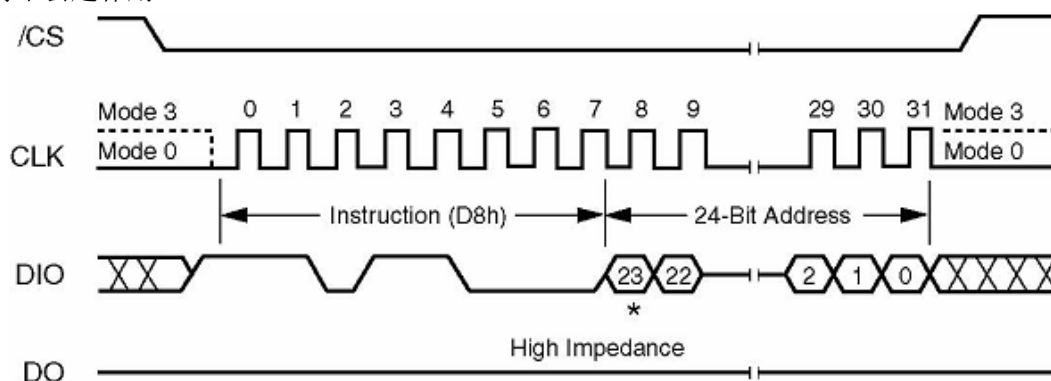 /CS
Mode 3
0 1 2 3 4 5 6 7 8 9 29 30 31
Mode 3
CLK
Mode 0
Mode 0
Instruction (D8h)
24-Bit Address
DIO
23 22 2 1 0
*
High Impedance
DO